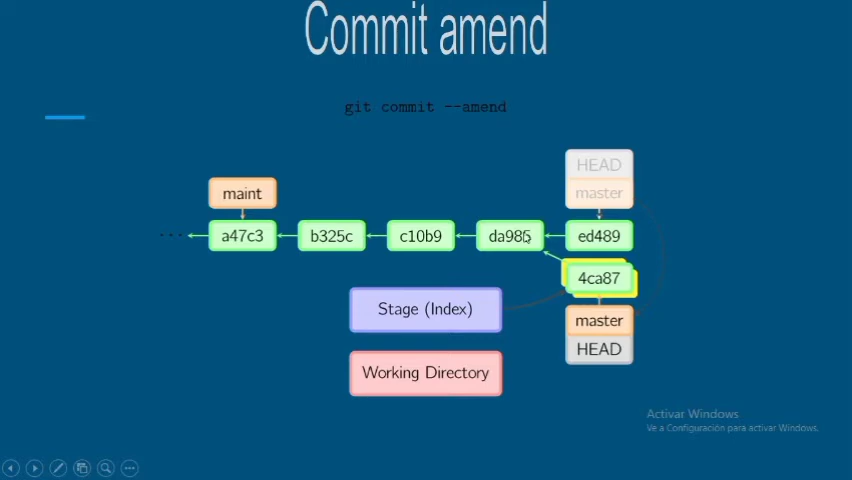 Commit amend
git commit --amend
HEAD
maint
master
... a47c3 b325c c10b9 da985 ed489
4ca87
Stage (Index)
master
HEAD
Working Directory
Activar Windows
Ve a Configuración para activar Windows.